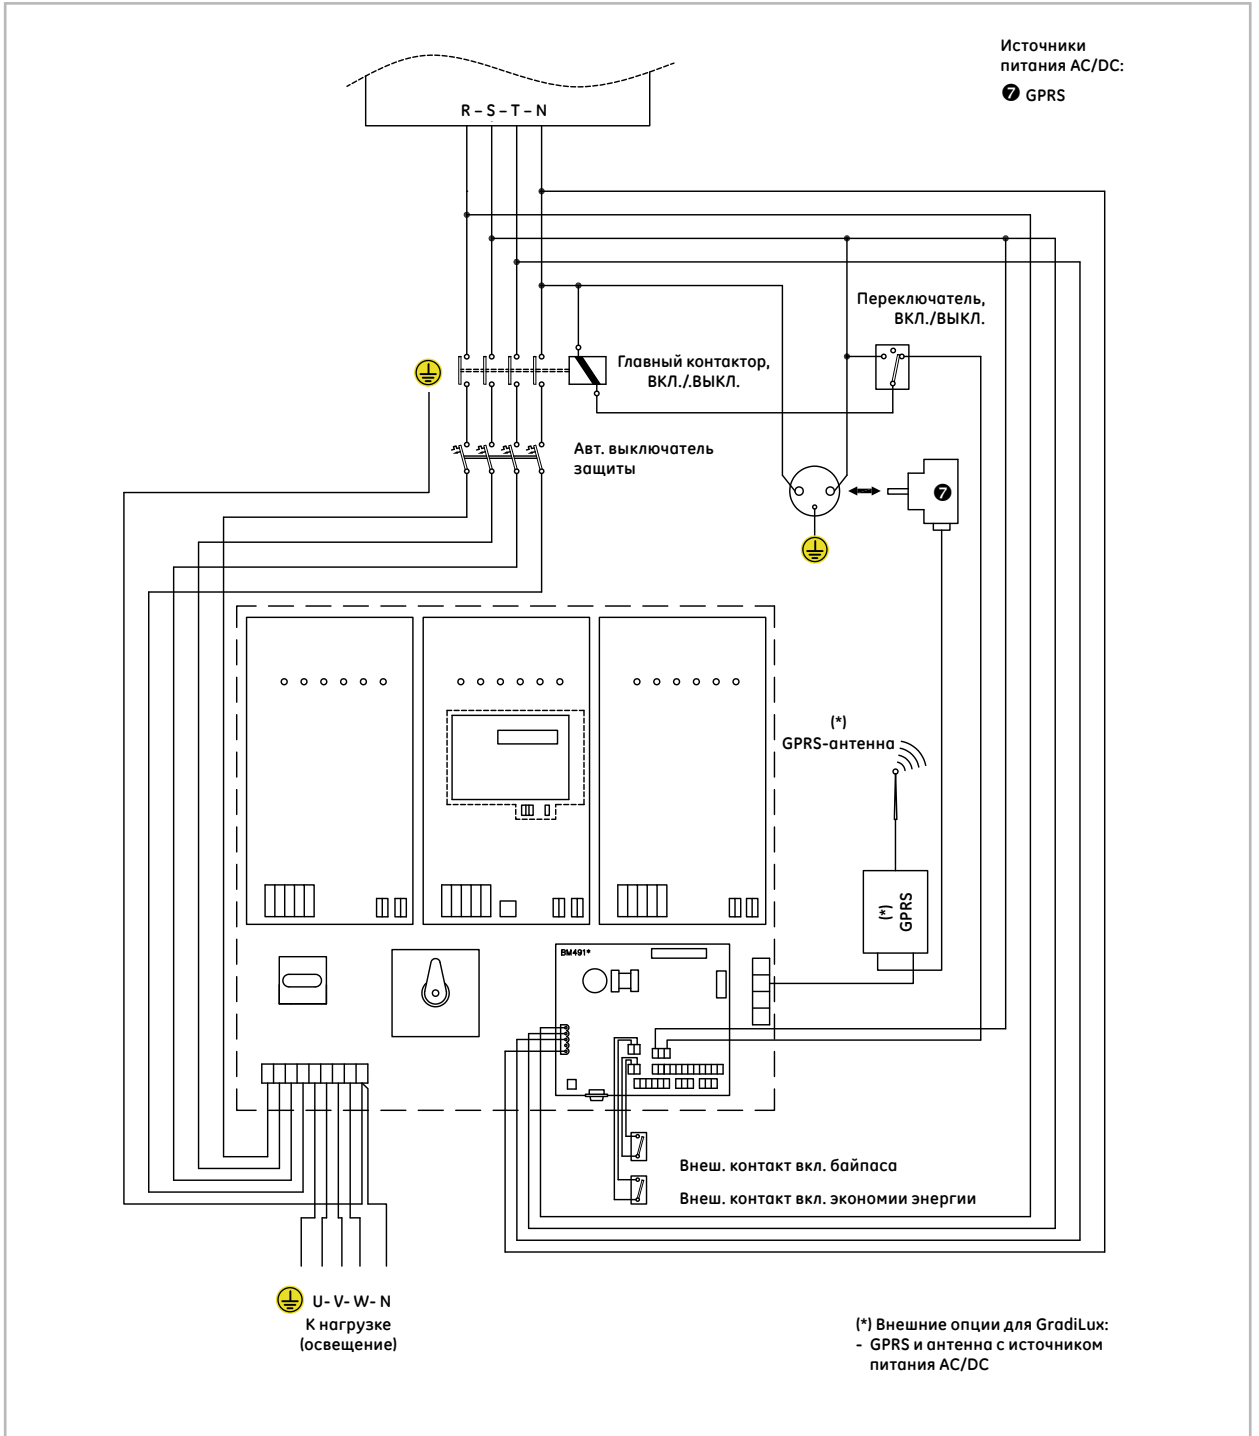 Источники
питания AC/DC:
❼ GPRS
R – S – T – N
Переключатель,
ВКЛ./ВЫКЛ.
Главный контактор,
ВКЛ./.ВЫКЛ.
Авт. выключатель
защиты
❼
(*)
GPRS-антенна
(*)
GPRS
BM491*
Внеш. контакт вкл. байпаса
Внеш. контакт вкл. экономии энергии
U- V- W- N
К нагрузке
(освещение)
(*) Внешние опции для GradiLux:
- GPRS и антенна с источником
питания AC/DC